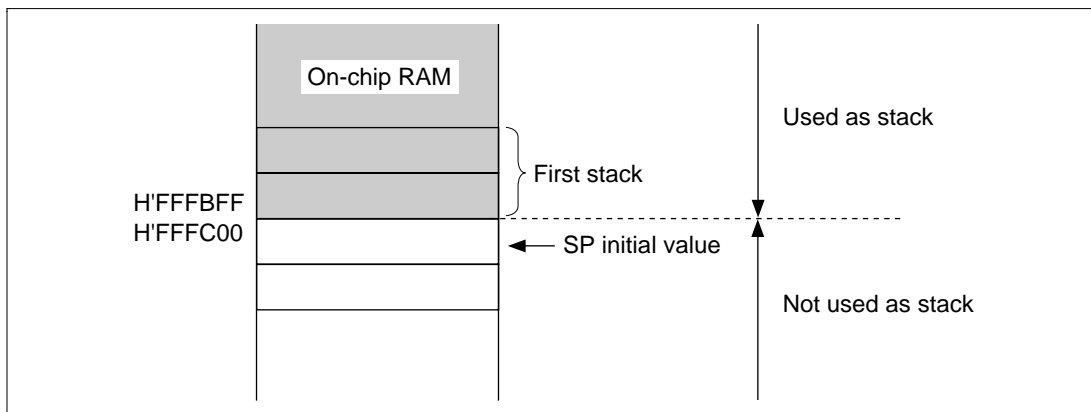 On-chip RAM
Used as stack
First stack
H'FFFBFF
H'FFFC00
SP initial value
Not used as stack